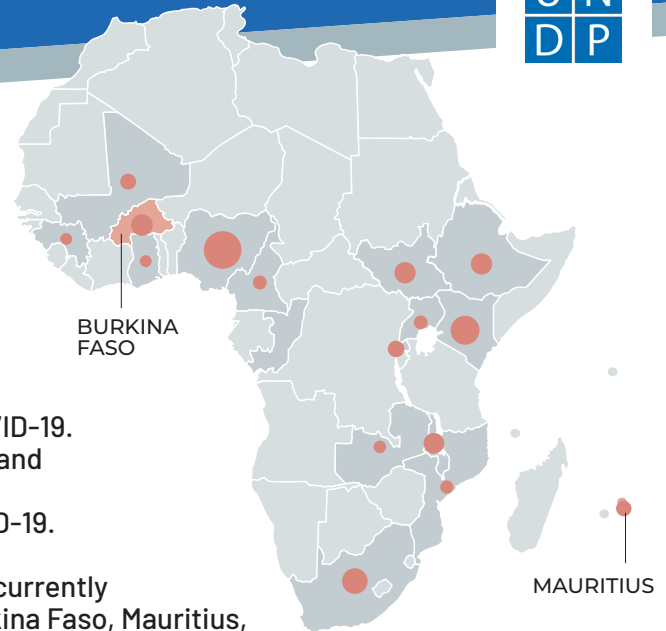 U N
D P
BURKINA
FASO
ID-19.
and
D-19.
currently
kina Faso, Mauritius,
MAURITIUS